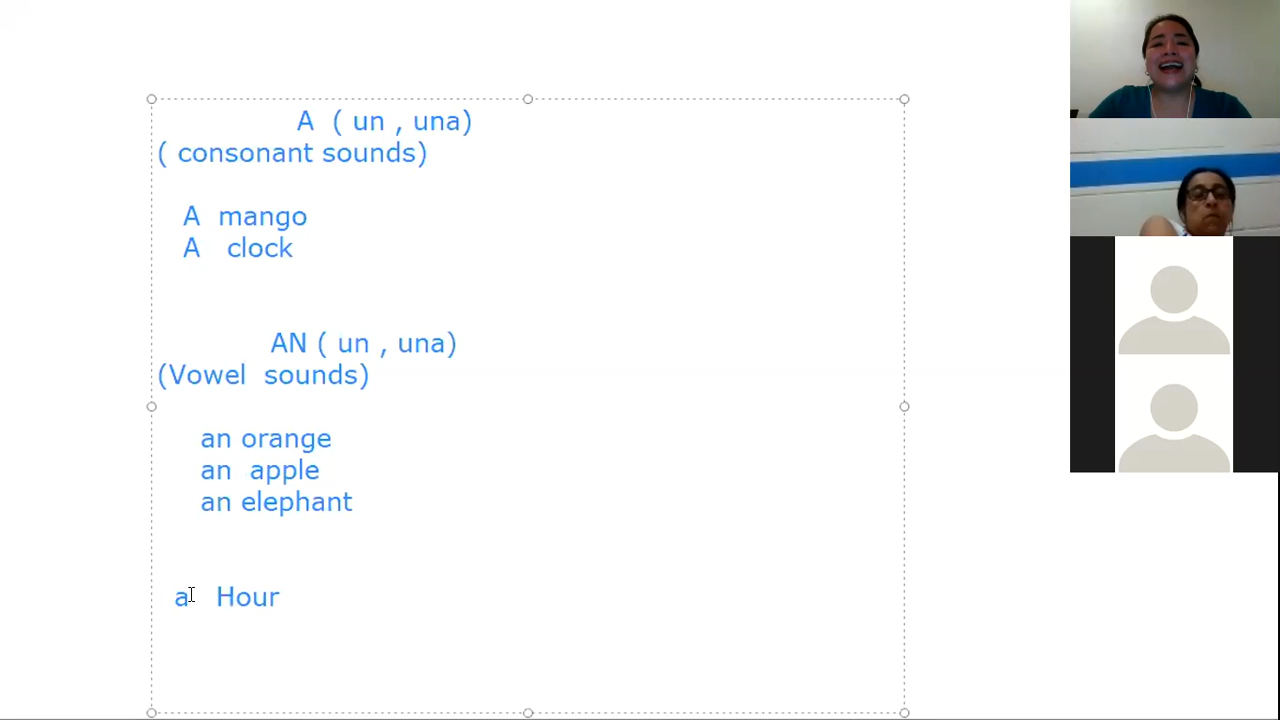 A ( un , una)
( consonant sounds)
A mango
A clock
AN ( un , una)
(Vowel sounds)
an orange
an apple
an elephant
a Hour